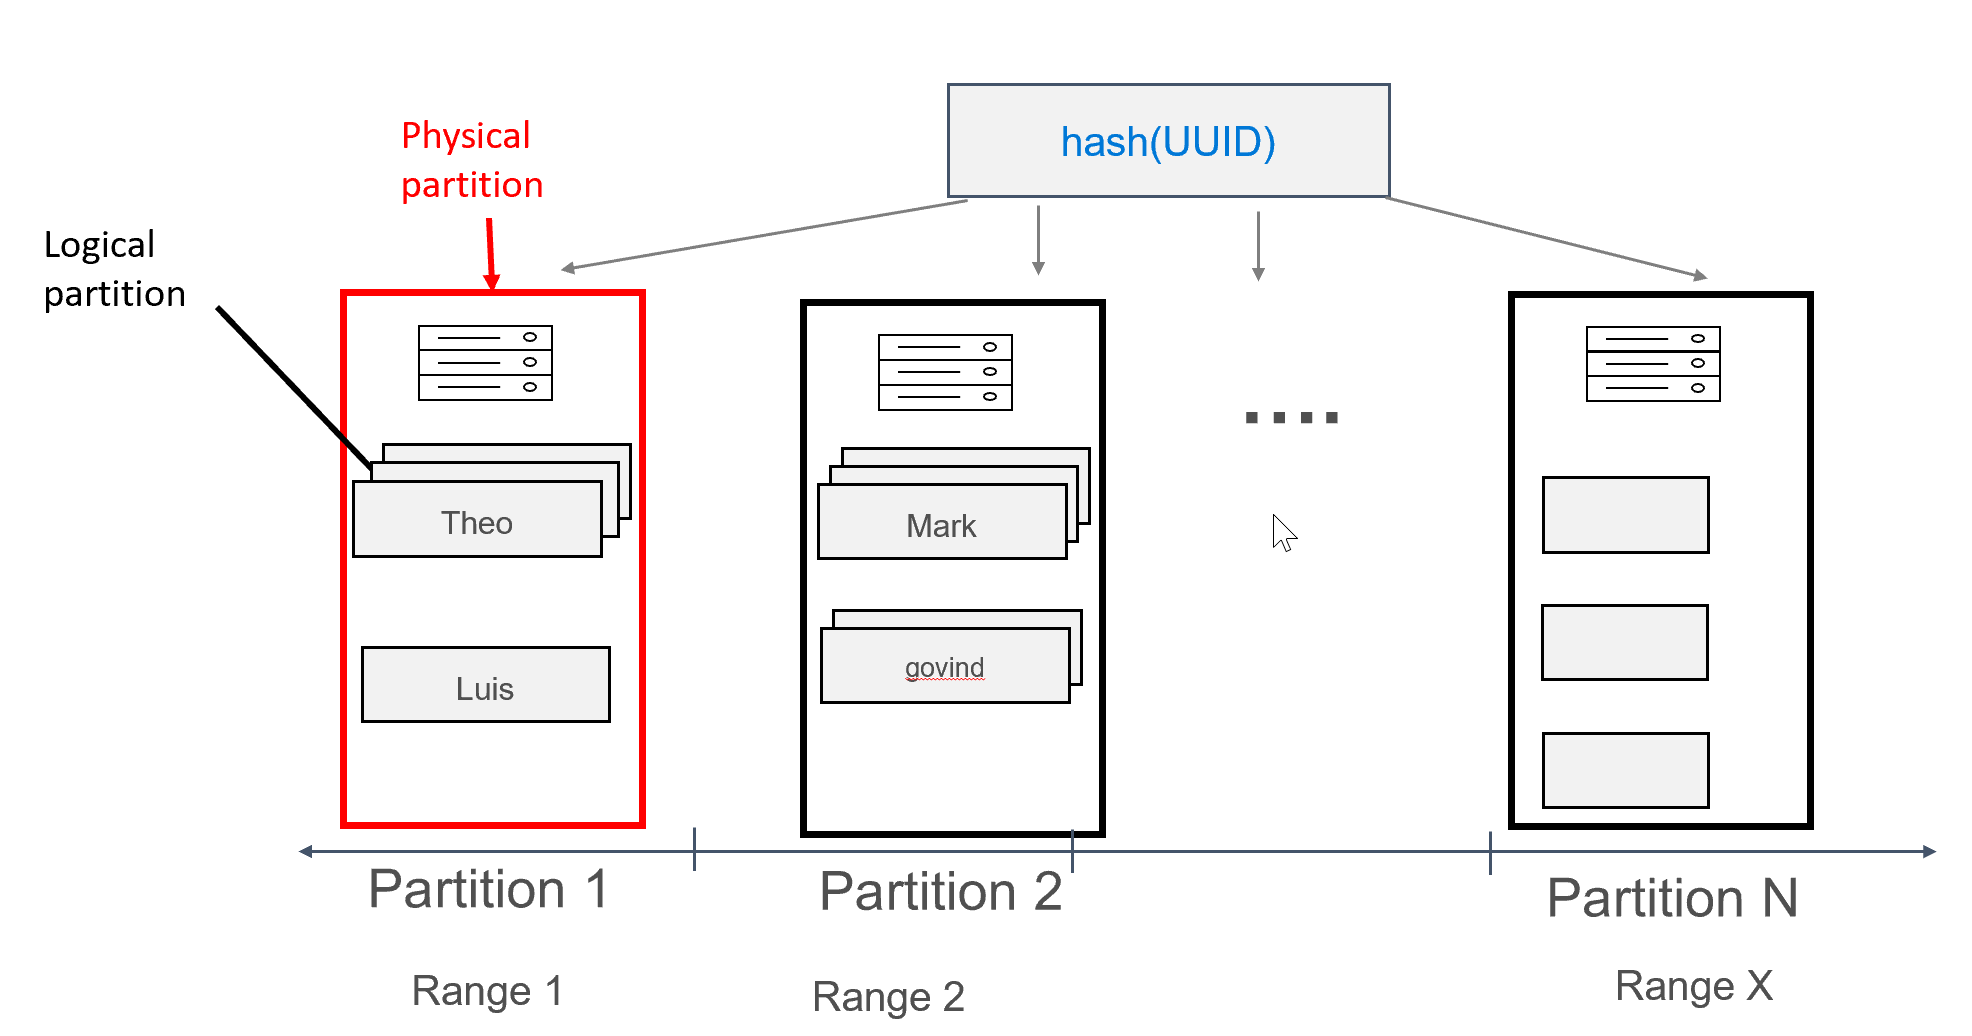 hash(UUID)
Physical
partition
Logical
partition
Theo
Mark
Luis
govind
Partition 1
Partition 2
Partition N
Range 1
Range 2
Range X